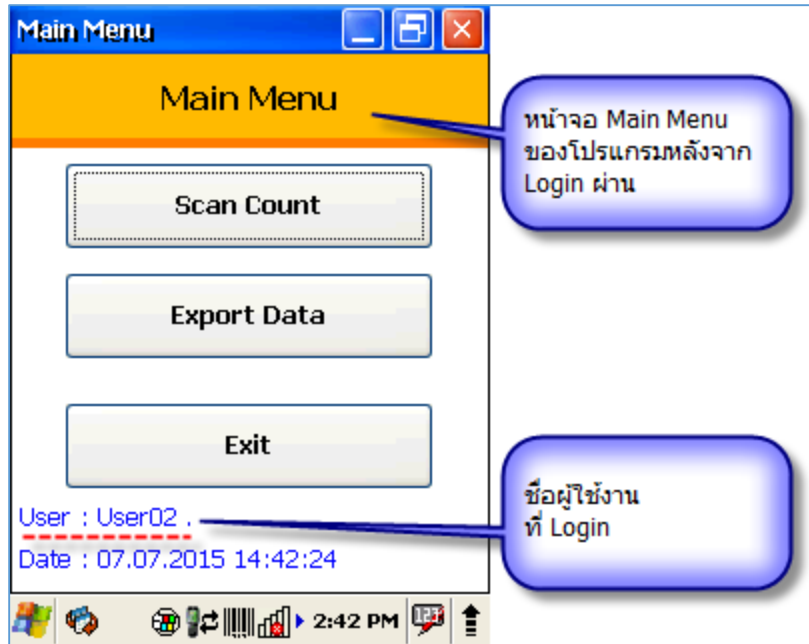 Main Menu
Main Menu
หน้าจอ Main Menu
ของโปรแกรมหลังจาก
Login ผ่าน
Scan Count
Export Data
Exit
ชื่อผู้ใช้งาน
ที่ Login
User : User02 .
Date : 07.07.2015 14:42:24
2:42 PM